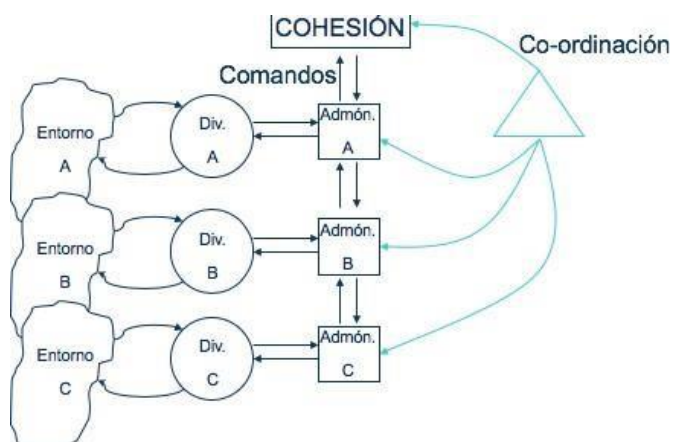 COHESIÓN
Co-ordinación
Comandos
Entorno
A
Div.
A
Admón.
A
Entorno
B
Div.
B
Admón.
B
Entorno
C
Div.
C
Admón.
C